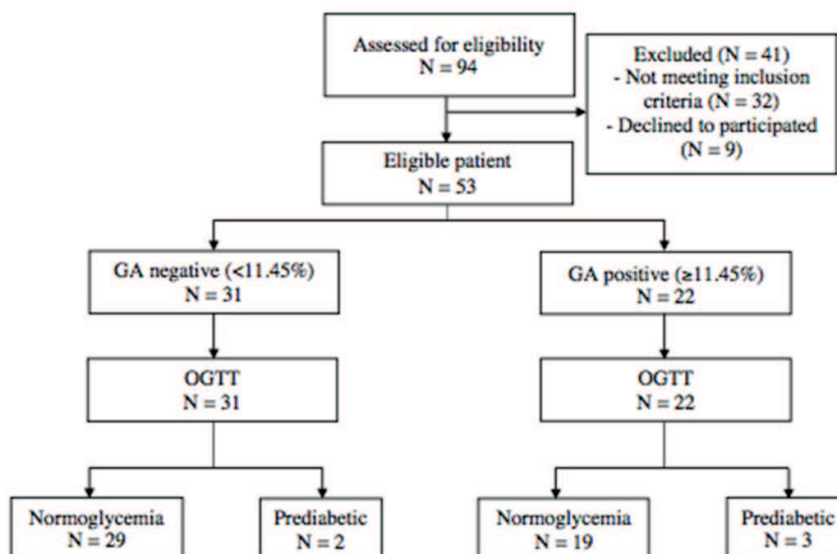 Assessed for eligibility
N = 94
Excluded (N = 41)
- Not meeting inclusion
criteria (N = 32)
- Declined to participated
(N = 9)
Eligible patient
N = 53
GA negative (<11.45%)
N = 31
GA positive (≥11.45%)
N = 22
OGTT
N = 31
OGTT
N = 22
Normoglycemia
N = 29
Prediabetic
N = 2
Normoglycemia
N = 19
Prediabetic
N = 3